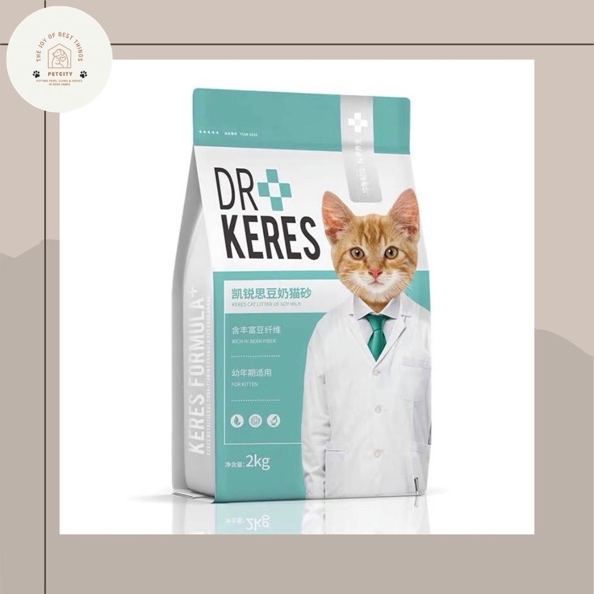 THE JOY OF BEST THINGS
PETCITY
DR
KERES
凯锐思豆奶猫砂
KERES CAT LITTER OF SOY MILK
含丰富豆纤维
RICH IN BEAN FIBER
幼年期适用
FOR KITTEN
净含量: 2kg
KERES FORMULA+